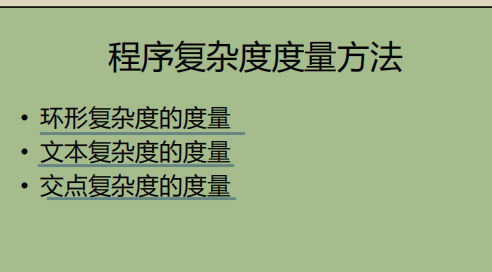 程序复杂度度量方法
• 环形复杂度的度量
• 文本复杂度的度量
• 交点复杂度的度量